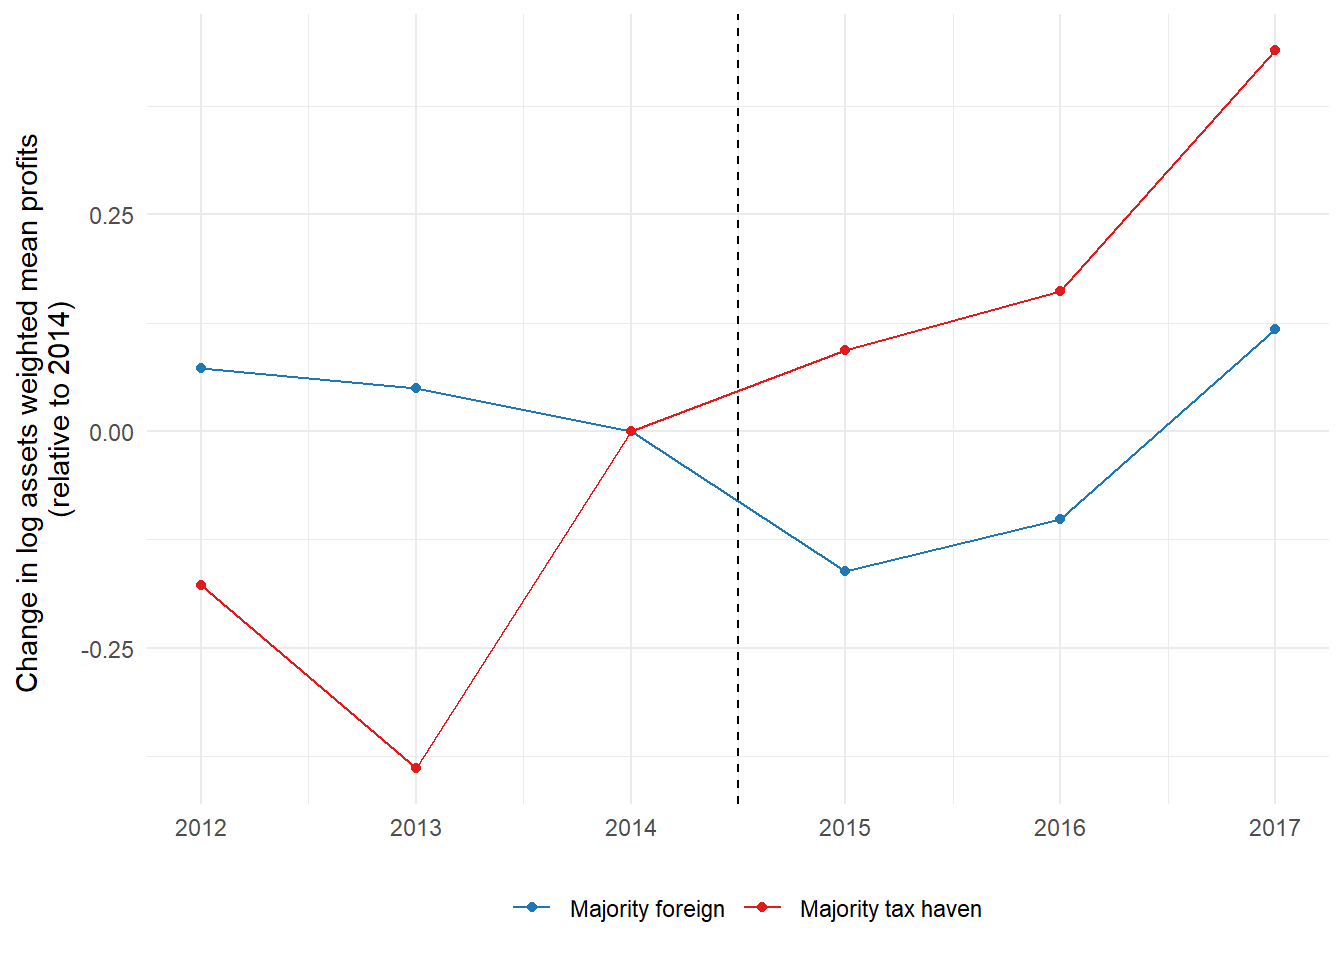 Change in log assets weighted mean profits
(relative to 2014)
0.25
0.00
-0.25
2012 2013 2014 2015 2016 2017
Majority foreign Majority tax haven